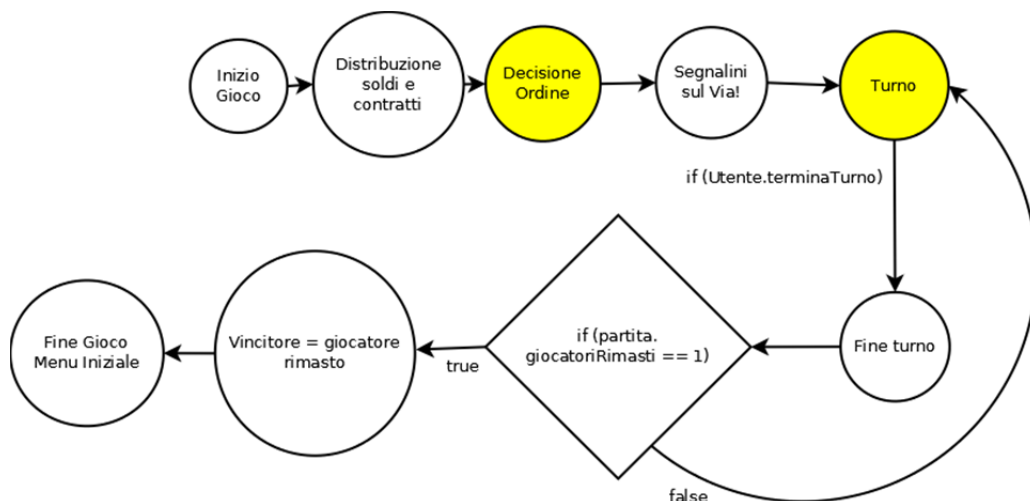 Inizio
Gioco
Distribuzione
soldi e
contratti
Decisione
Ordine
Segnalini
sul Via!
Turno
if (Utente.terminaTurno)
Fine turno
if (partita.
giocatoriRimasti == 1)
true
false
Vincitore = giocatore
rimasto
Fine Gioco
Menu Iniziale